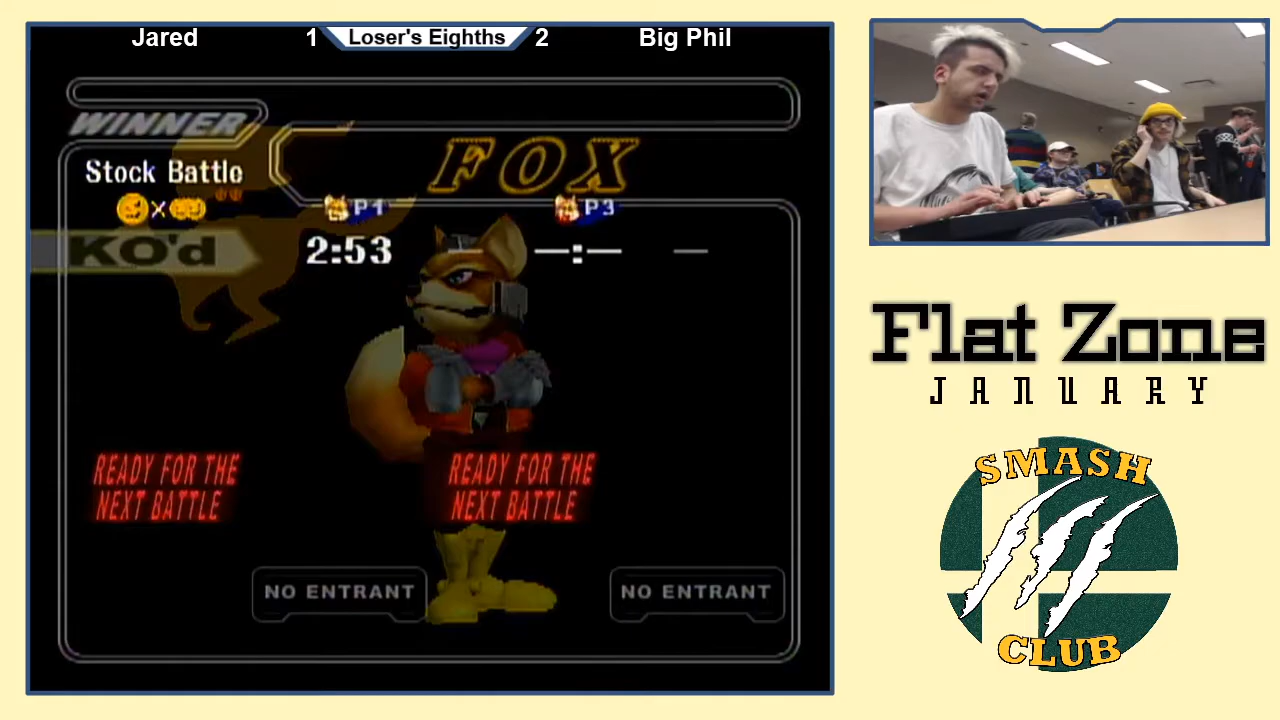 Jared 1 Loser's Eighths 2 Big Phil
WINNER
FOX
Stock Battle
P1 P3
KO'd 2:53 —:—
READY FOR THE
NEXT BATTLE
READY FOR THE
NEXT BATTLE
NO ENTRANT NO ENTRANT
Flat Zone
JANUARY
SMASH
CLUB